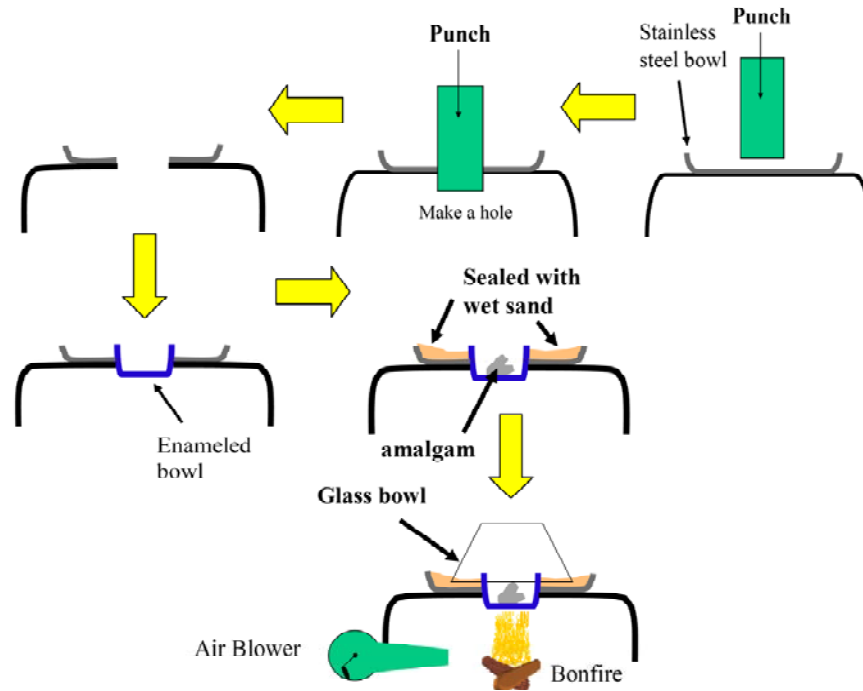 Punch
Stainless
steel bowl
Punch
Make a hole
Sealed with
wet sand
Enameled
bowl
amalgam
Glass bowl
Air Blower
Bonfire